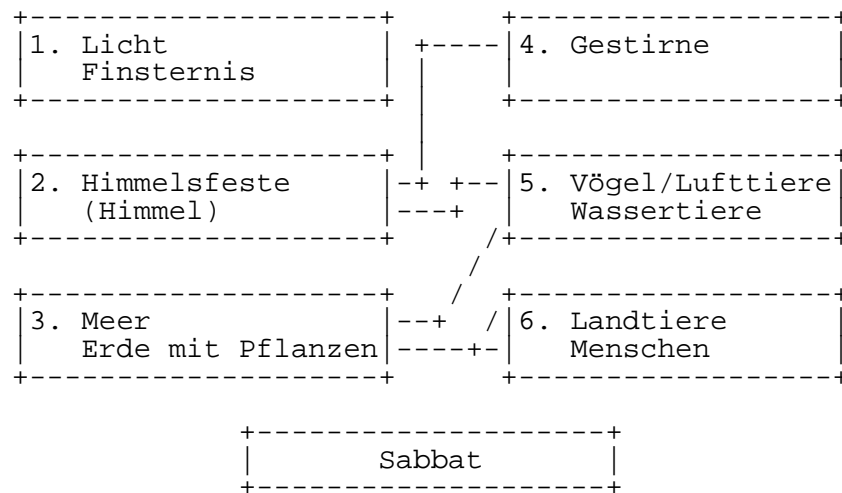 1. Licht
Finsternis
4. Gestirne
2. Himmelsfeste
(Himmel)
5. Vögel/Lufttiere
Wassertiere
3. Meer
Erde mit Pflanzen
6. Landtiere
Menschen
Sabbat